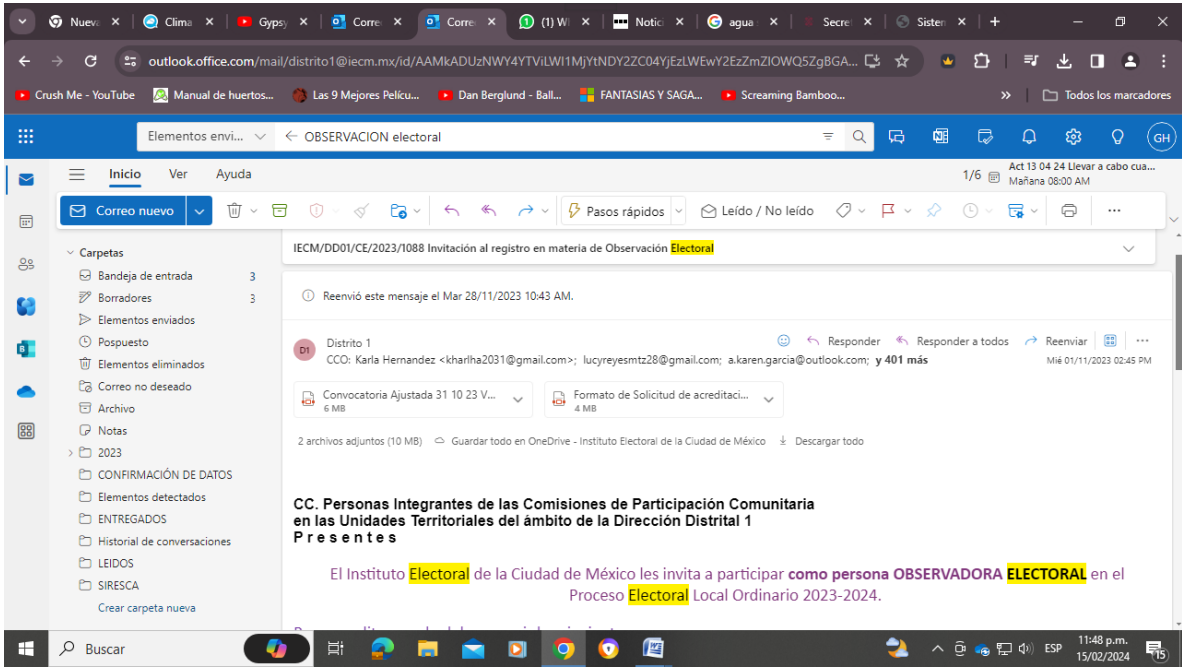 Nueva Clima Gypsy Corre Corre (1) W Notici agua Secret Sistem
outlook.office.com/mail/distrito1@iecm.mx/id/AAMkADUzNWY4YTViLWI1MjYtNDY2ZC04YjEzLWEwY2EzZmZlOWQ5ZgBGA...
Crush Me - YouTube Manual de huertos... Las 9 Mejores Pelícu... Dan Berglund - Ball... FANTASIAS Y SAGA... Screaming Bamboo... » Todos los marcadores
Elementos envi... OBSERVACION electoral GH
Inicio Ver Ayuda 1/6 Act 13 04 24 Llevar a cabo cua...
Mañana 08:00 AM
Correo nuevo Pasos rápidos Leído / No leído
Carpetas
Bandeja de entrada 3
Borradores 3
Elementos enviados
Pospuesto
Elementos eliminados
Correo no deseado
Archivo
Notas
2023
CONFIRMACIÓN DE DATOS
Elementos detectados
ENTREGADOS
Historial de conversaciones
LEIDOS
SIRESCA
Crear carpeta nueva
IECM/DD01/CE/2023/1088 Invitación al registro en materia de Observación Electoral
Reenvió este mensaje el Mar 28/11/2023 10:43 AM.
D1 Distrito 1 Responder Responder a todos Reenviar
CCO: Karla Hernandez <kharlha2031@gmail.com>; lucyreyesmtz28@gmail.com; a.karen.garcia@outlook.com; y 401 más Mié 01/11/2023 02:45 PM
Convocatoria Ajustada 31 10 23 V...
6 MB
Formato de Solicitud de acreditaci...
4 MB
2 archivos adjuntos (10 MB) Guardar todo en OneDrive - Instituto Electoral de la Ciudad de México Descargar todo
CC. Personas Integrantes de las Comisiones de Participación Comunitaria
en las Unidades Territoriales del ámbito de la Dirección Distrital 1
P r e s e n t e s
El Instituto Electoral de la Ciudad de México les invita a participar como persona OBSERVADORA ELECTORAL en el
Proceso Electoral Local Ordinario 2023-2024.
Buscar ESP 11:48 p.m.
15/02/2024 15